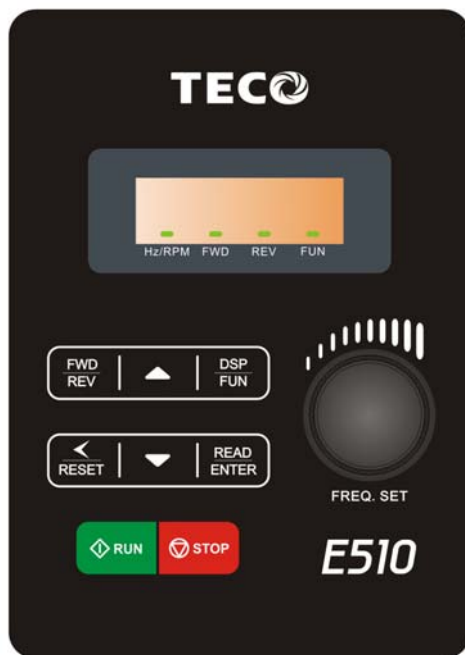 TECO
Hz/RPM FWD REV FUN
FWD/REV DSP/FUN
RESET READ/ENTER
FREQ. SET
RUN STOP
E510